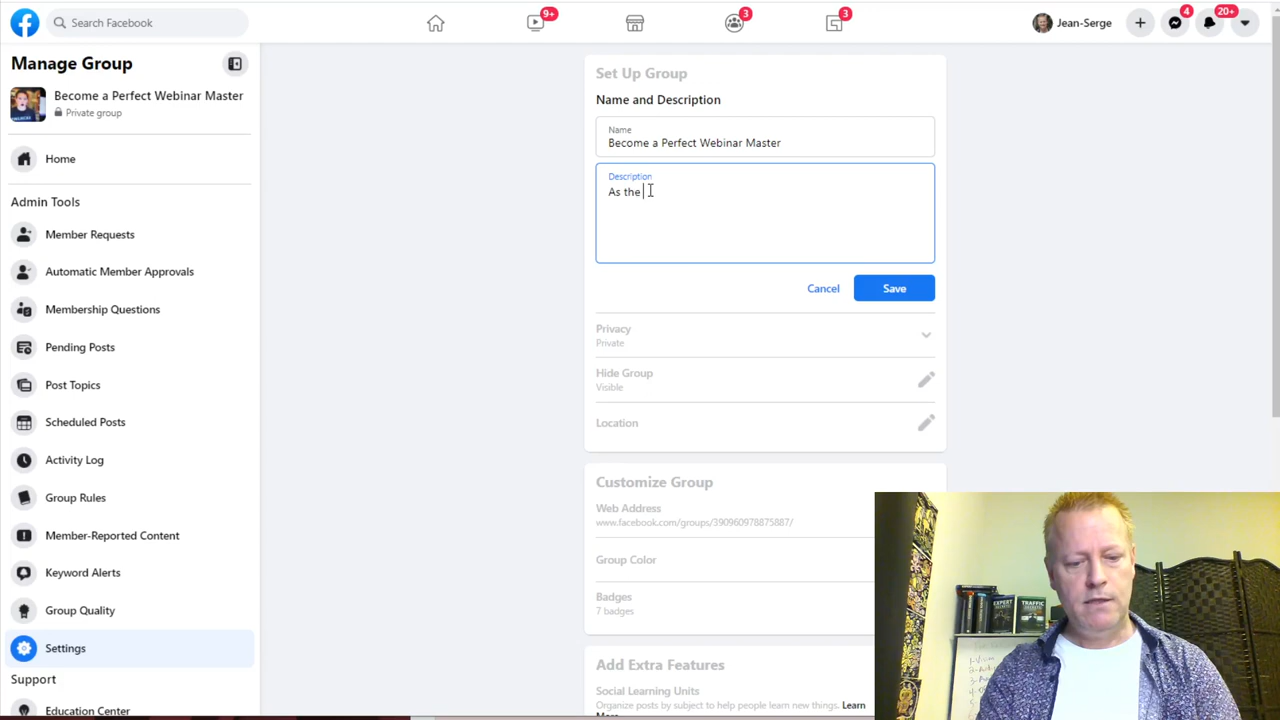 Search Facebook
9+
3
3
Jean-Serge
4
20+
Manage Group
Become a Perfect Webinar Master
Private group
Home
Admin Tools
Member Requests
Automatic Member Approvals
Membership Questions
Pending Posts
Post Topics
Scheduled Posts
Activity Log
Group Rules
Member-Reported Content
Keyword Alerts
Group Quality
Settings
Support
Education Center
Set Up Group
Name and Description
Name
Become a Perfect Webinar Master
Description
As the
Cancel
Save
Privacy
Private
Hide Group
Visible
Location
Customize Group
Web Address
www.facebook.com/groups/390960978875887/
Group Color
Badges
7 badges
Add Extra Features
Social Learning Units
Organize posts by subject to help people learn new things. Learn
More
EXPERT
SECRETS
TRAFFIC
SECRETS